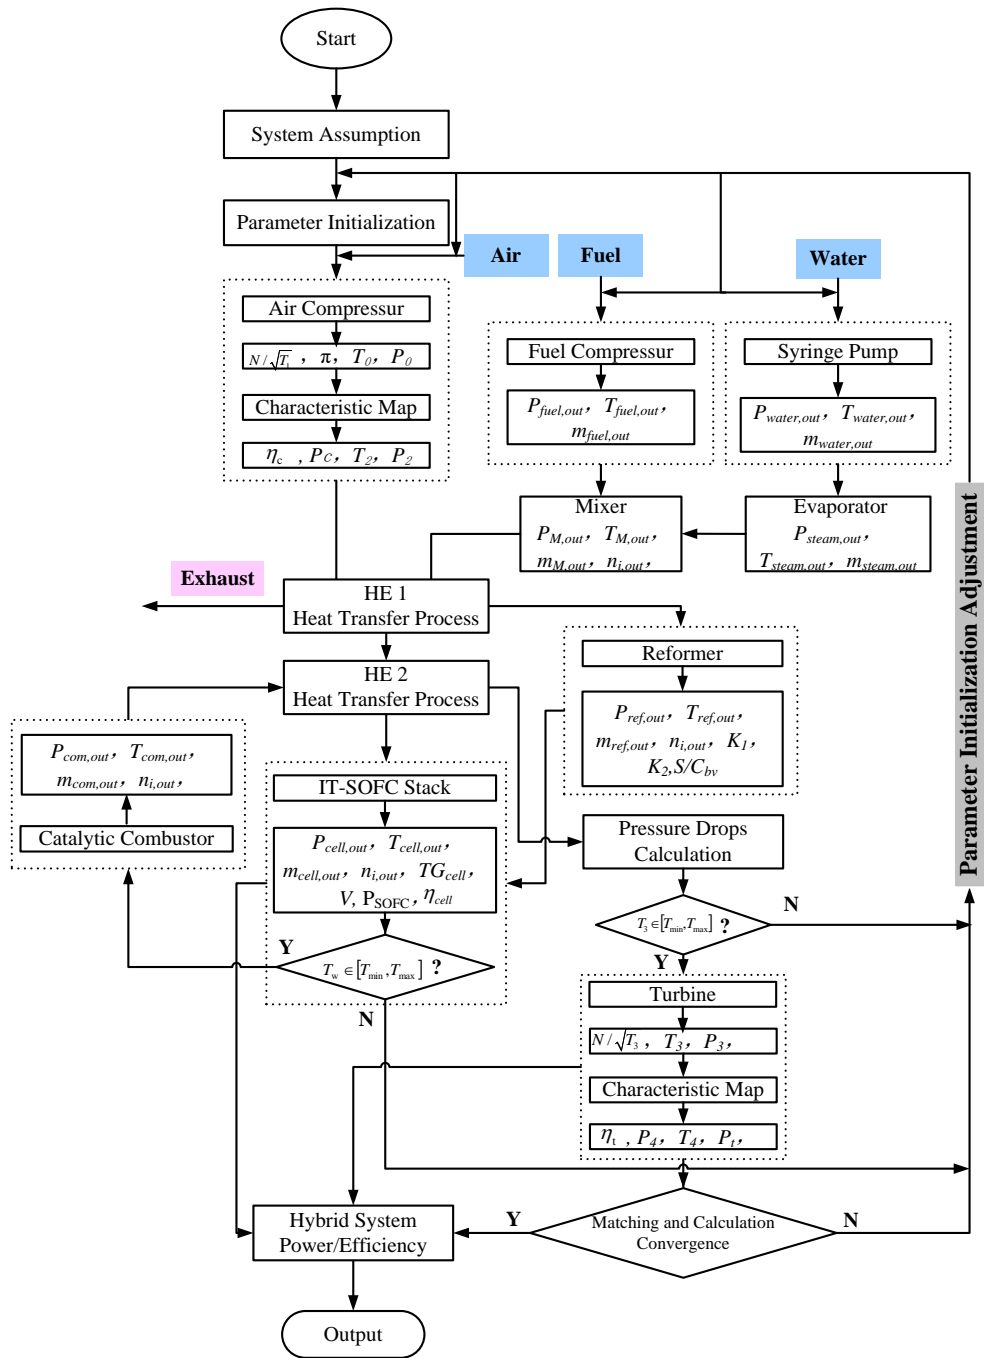 Start
System Assumption
Parameter Initialization
Air
Fuel
Water
Air Compressur
N/√T₁ , π, T₀, P₀
Characteristic Map
η_c , P_C, T₂, P₂
Fuel Compressur
P_fuel,out, T_fuel,out,
m_fuel,out
Syringe Pump
P_water,out, T_water,out,
m_water,out
Mixer
P_M,out, T_M,out,
m_M,out, n_i,out,
Evaporator
P_steam,out,
T_steam,out, m_steam,out
Exhaust
HE 1
Heat Transfer Process
HE 2
Heat Transfer Process
Reformer
P_ref,out, T_ref,out,
m_ref,out, n_i,out, K₁,
K₂,S/C_bv
P_com,out, T_com,out,
m_com,out, n_i,out,
Catalytic Combustor
IT-SOFC Stack
P_cell,out, T_cell,out,
m_cell,out, n_i,out, TG_cell,
V, P_SOFC, η_cell
Y
T_w∈[T_min,T_max] ?
N
Pressure Drops
Calculation
T₃∈[T_min,T_max] ?
N
Y
Turbine
N/√T₃, T₃, P₃,
Characteristic Map
η_t , P₄, T₄, P_t,
Matching and Calculation
Convergence
Y
N
Hybrid System
Power/Efficiency
Output
Parameter Initialization Adjustment